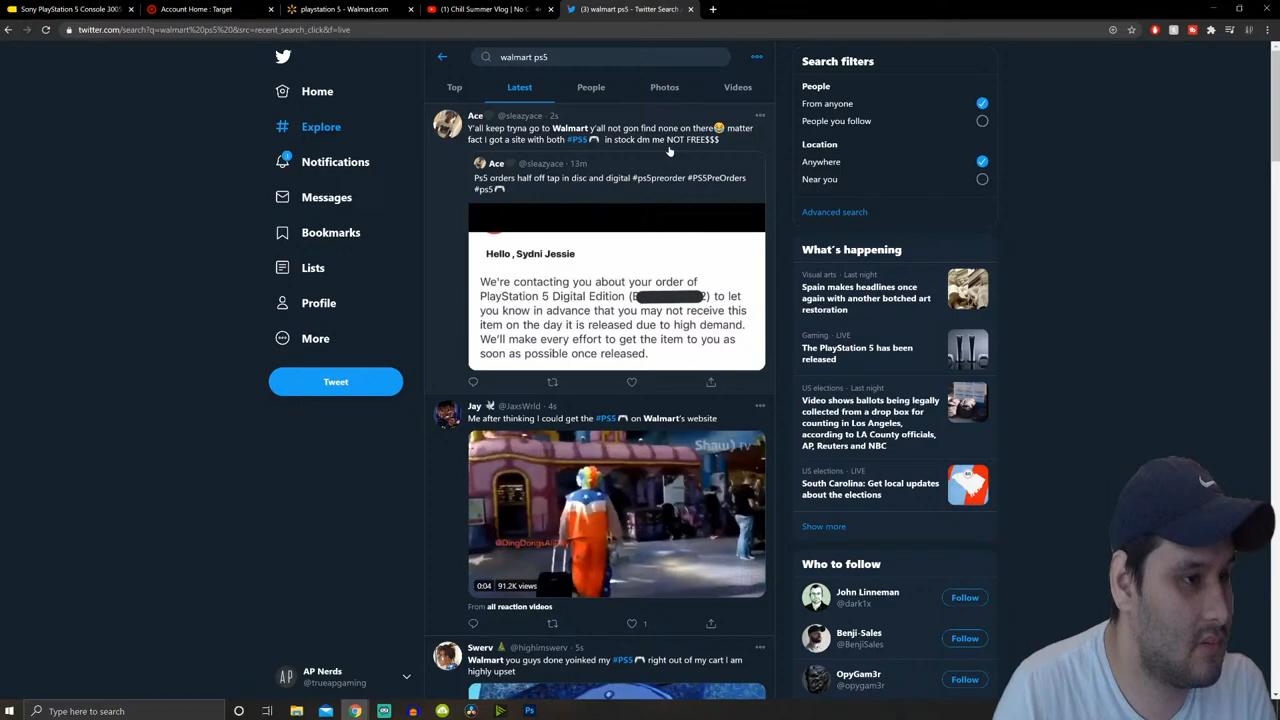 Sony PlayStation 5 Console 3005
Account Home : Target
playstation 5 - Walmart.com
(1) Chill Summer Vlog | No C
(3) walmart ps5 - Twitter Search
twitter.com/search?q=walmart%20ps5%20&src=recent_search_click&f=live
walmart ps5
Top Latest People Photos Videos
Home
Explore
Notifications
Messages
Bookmarks
Lists
Profile
More
Tweet
AP Nerds
@trueapgaming
Ace @sleazyace · 2s
Y'all keep tryna go to Walmart y'all not gon find none on there😂 matter
fact I got a site with both #PS5🎮 in stock dm me NOT FREE$$$
Ace @sleazyace · 13m
Ps5 orders half off tap in disc and digital #ps5preorder #PS5PreOrders
#ps5🎮
Hello , Sydni Jessie
We're contacting you about your order of
PlayStation 5 Digital Edition ( 2) to let
you know in advance that you may not receive this
item on the day it is released due to high demand.
We'll make every effort to get the item to you as
soon as possible once released.
Jay @JaxsWrld · 4s
Me after thinking I could get the #PS5🎮 on Walmart's website
Shaw) tv
@DingDongsAllDay
0:04 91.2K views
From all reaction videos
1
Swerv @highimswerv · 5s
Walmart you guys done yoinked my #PS5🎮 right out of my cart I am
highly upset
Search filters
People
From anyone
People you follow
Location
Anywhere
Near you
Advanced search
What's happening
Visual arts · Last night
Spain makes headlines once
again with another botched art
restoration
Gaming · LIVE
The PlayStation 5 has been
released
US elections · Last night
Video shows ballots being legally
collected from a drop box for
counting in Los Angeles,
according to LA County officials,
AP, Reuters and NBC
US elections · LIVE
South Carolina: Get local updates
about the elections
Show more
Who to follow
John Linneman
@dark1x
Follow
Benji-Sales
@BenjiSales
Follow
OpyGam3r
@opygam3r
Follow
Type here to search
Ps